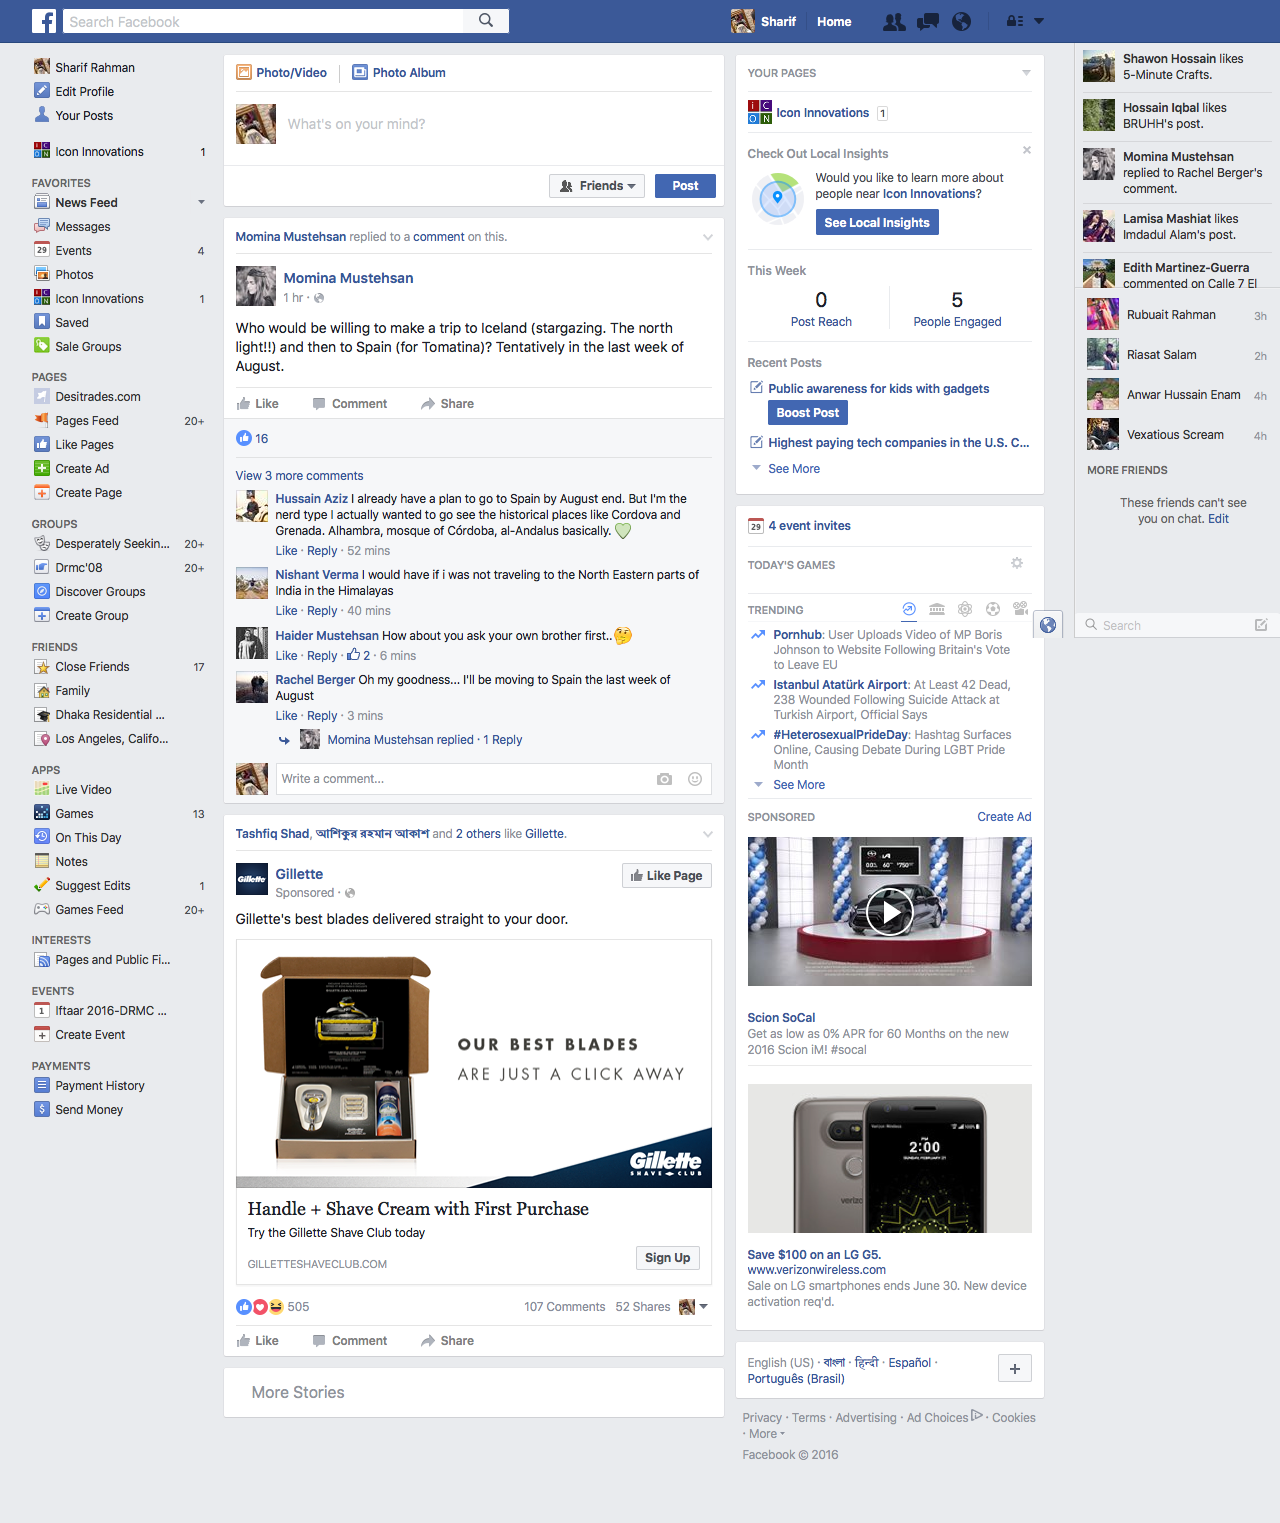 Search Facebook
Sharif
Home
Sharif Rahman
Edit Profile
Your Posts
Icon Innovations 1
FAVORITES
News Feed
Messages
Events 4
Photos
Icon Innovations 1
Saved
Sale Groups
PAGES
Desitrades.com
Pages Feed 20+
Like Pages
Create Ad
Create Page
GROUPS
Desperately Seekin... 20+
Drmc'08 20+
Discover Groups
Create Group
FRIENDS
Close Friends 17
Family
Dhaka Residential ...
Los Angeles, Califo...
APPS
Live Video
Games 13
On This Day
Notes
Suggest Edits 1
Games Feed 20+
INTERESTS
Pages and Public Fi...
EVENTS
Iftaar 2016-DRMC ...
Create Event
PAYMENTS
Payment History
Send Money
Photo/Video
Photo Album
What's on your mind?
Friends
Post
Momina Mustehsan replied to a comment on this.
Momina Mustehsan
1 hr ·
Who would be willing to make a trip to Iceland (stargazing. The north
light!!) and then to Spain (for Tomatina)? Tentatively in the last week of
August.
Like Comment Share
16
View 3 more comments
Hussain Aziz I already have a plan to go to Spain by August end. But I'm the
nerd type I actually wanted to go see the historical places like Cordova and
Grenada. Alhambra, mosque of Córdoba, al-Andalus basically.
Like · Reply · 52 mins
Nishant Verma I would have if i was not traveling to the North Eastern parts of
India in the Himalayas
Like · Reply · 40 mins
Haider Mustehsan How about you ask your own brother first..
Like · Reply · 2 · 6 mins
Rachel Berger Oh my goodness... I'll be moving to Spain the last week of
August
Like · Reply · 3 mins
Momina Mustehsan replied · 1 Reply
Write a comment...
Tashfiq Shad, আশিকুর রহমান আকাশ and 2 others like Gillette.
Gillette
Gillette
Sponsored ·
Like Page
Gillette's best blades delivered straight to your door.
OUR BEST BLADES
ARE JUST A CLICK AWAY
Gillette
SHAVE CLUB
Handle + Shave Cream with First Purchase
Try the Gillette Shave Club today
GILLETTESHAVECLUB.COM
Sign Up
505
107 Comments 52 Shares
Like Comment Share
More Stories
YOUR PAGES
Icon Innovations 1
Check Out Local Insights
Would you like to learn more about
people near Icon Innovations?
See Local Insights
This Week
0 5
Post Reach People Engaged
Recent Posts
Public awareness for kids with gadgets
Boost Post
Highest paying tech companies in the U.S. C...
See More
29 4 event invites
TODAY'S GAMES
TRENDING
Pornhub: User Uploads Video of MP Boris
Johnson to Website Following Britain's Vote
to Leave EU
Istanbul Atatürk Airport: At Least 42 Dead,
238 Wounded Following Suicide Attack at
Turkish Airport, Official Says
#HeterosexualPrideDay: Hashtag Surfaces
Online, Causing Debate During LGBT Pride
Month
See More
SPONSORED Create Ad
Scion SoCal
Get as low as 0% APR for 60 Months on the new
2016 Scion iM! #socal
Verizon Wireless
PM
2:00
SUNDAY, FEBRUARY 21
Save $100 on an LG G5.
www.verizonwireless.com
Sale on LG smartphones ends June 30. New device
activation req'd.
English (US) · বাংলা · हिन्दी · Español ·
Português (Brasil)
Privacy · Terms · Advertising · Ad Choices · Cookies
· More
Facebook © 2016
Shawon Hossain likes
5-Minute Crafts.
Hossain Iqbal likes
BRUHH's post.
Momina Mustehsan
replied to Rachel Berger's
comment.
Lamisa Mashiat likes
Imdadul Alam's post.
Edith Martinez-Guerra
commented on Calle 7 El
Rubuait Rahman 3h
Riasat Salam 2h
Anwar Hussain Enam 4h
Vexatious Scream 4h
MORE FRIENDS
These friends can't see
you on chat. Edit
Search